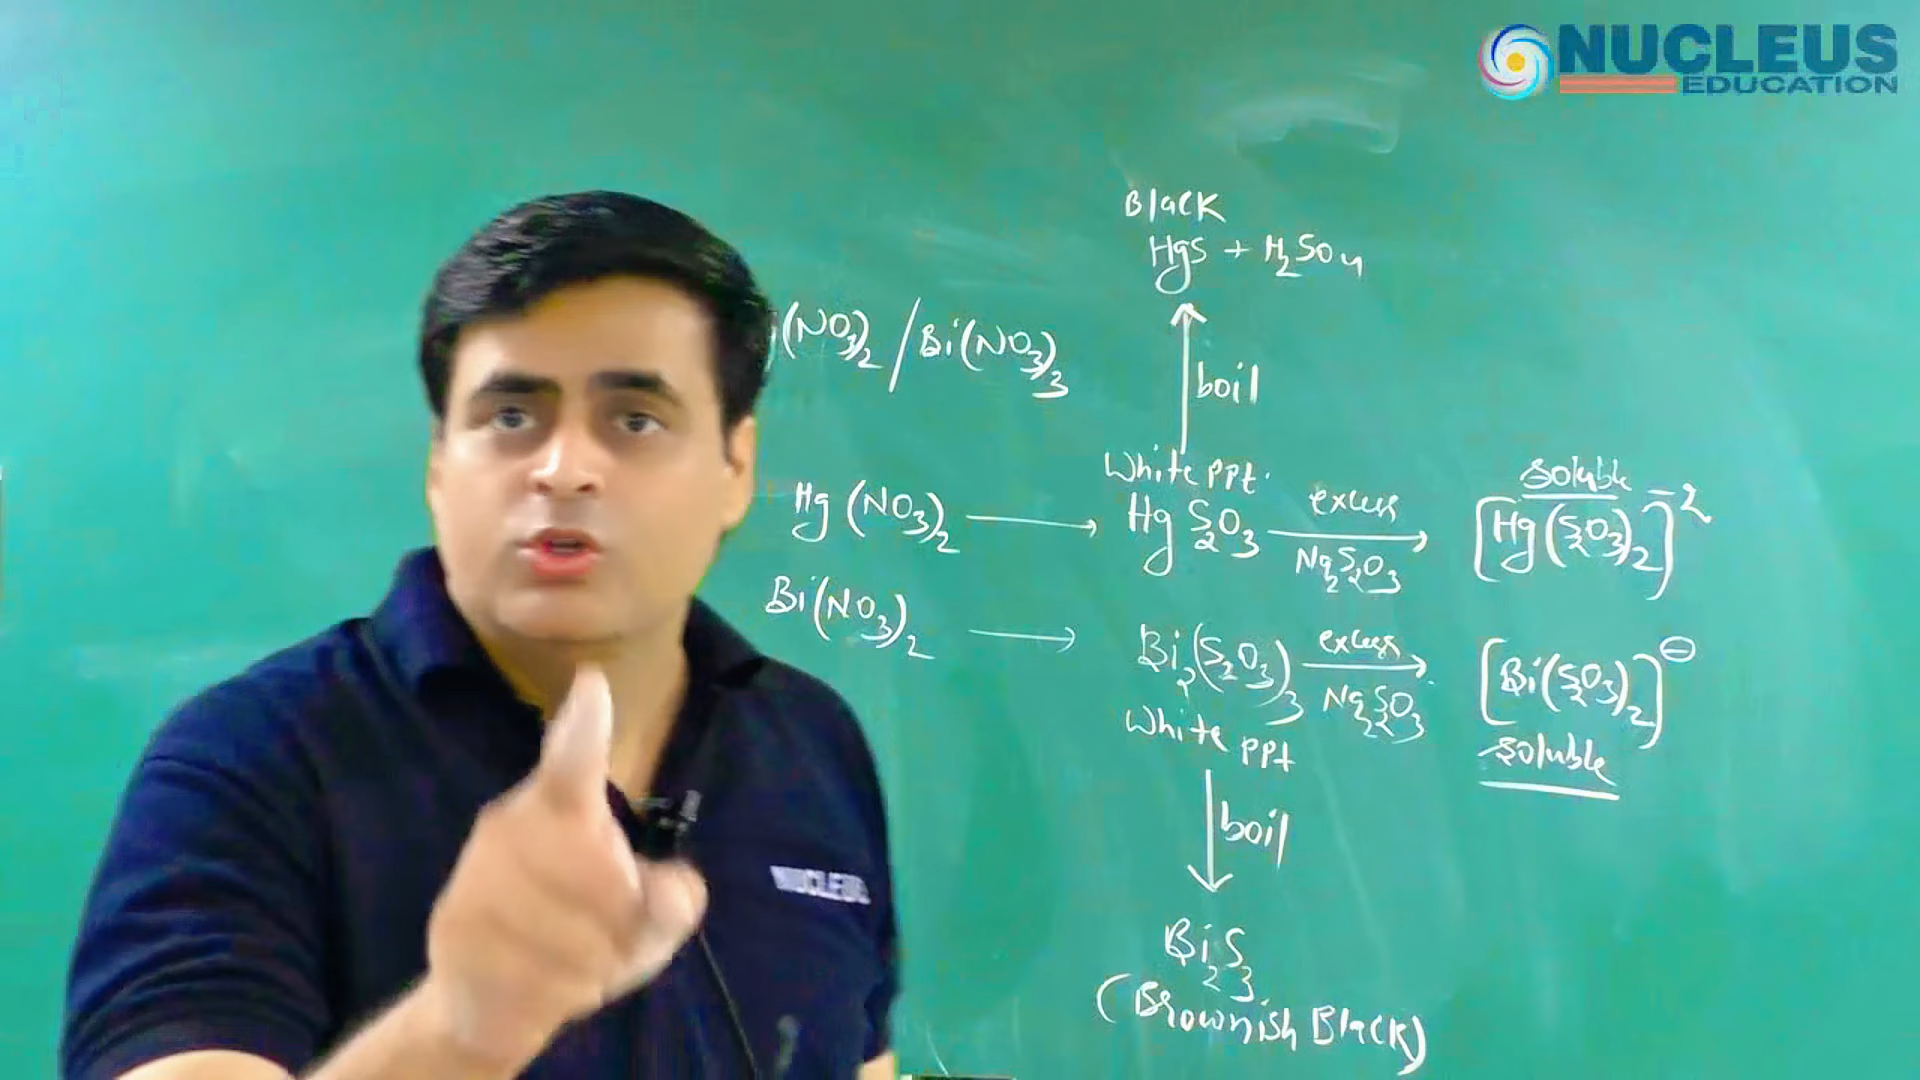 NUCLEUS
EDUCATION
Black
HgS + H₂SO₄
(NO₃)₂ / Bi(NO₃)₃
boil
White ppt.
Hg(NO₃)₂ → HgS₂O₃ excess Na₂S₂O₃ → [Hg(S₂O₃)₂]⁻² soluble
Bi(NO₃)₂ → Bi₂(S₂O₃)₃ excess Na₂S₂O₃ → [Bi(S₂O₃)₂]⊖
White ppt
soluble
boil
NUCLEUS
Bi₂S₃
(Brownish Black)